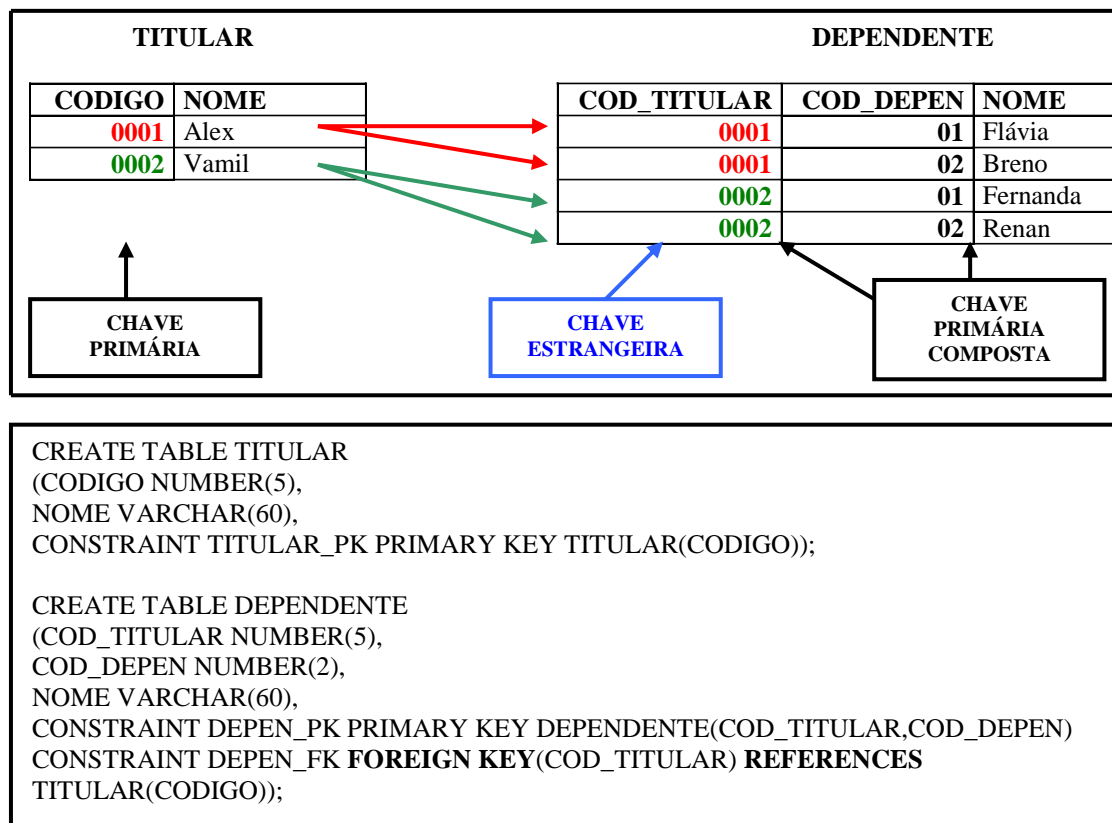 TITULAR DEPENDENTE
CODIGO NOME COD_TITULAR COD_DEPEN NOME
0001 Alex 0001 01 Flávia
0002 Vamil 0001 02 Breno
0002 01 Fernanda
0002 02 Renan
CHAVE
PRIMÁRIA
CHAVE
ESTRANGEIRA
CHAVE
PRIMÁRIA
COMPOSTA
CREATE TABLE TITULAR
(CODIGO NUMBER(5),
NOME VARCHAR(60),
CONSTRAINT TITULAR_PK PRIMARY KEY TITULAR(CODIGO));
CREATE TABLE DEPENDENTE
(COD_TITULAR NUMBER(5),
COD_DEPEN NUMBER(2),
NOME VARCHAR(60),
CONSTRAINT DEPEN_PK PRIMARY KEY DEPENDENTE(COD_TITULAR,COD_DEPEN)
CONSTRAINT DEPEN_FK FOREIGN KEY(COD_TITULAR) REFERENCES
TITULAR(CODIGO));